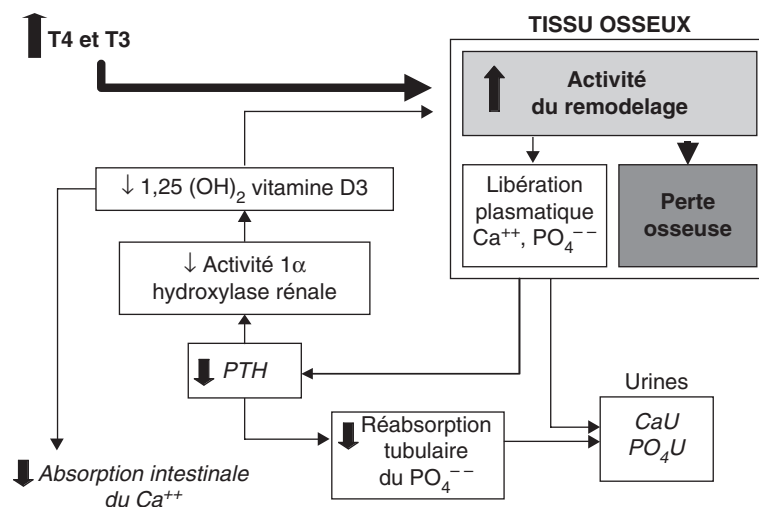 T4 et T3
TISSU OSSEUX
Activité
du remodelage
Libération
plasmatique
Ca⁺⁺, PO₄⁻⁻
Perte
osseuse
↓ 1,25 (OH)₂ vitamine D3
↓ Activité 1α
hydroxylase rénale
PTH
Réabsorption
tubulaire
du PO₄⁻⁻
Urines
CaU
PO₄U
Absorption intestinale
du Ca⁺⁺